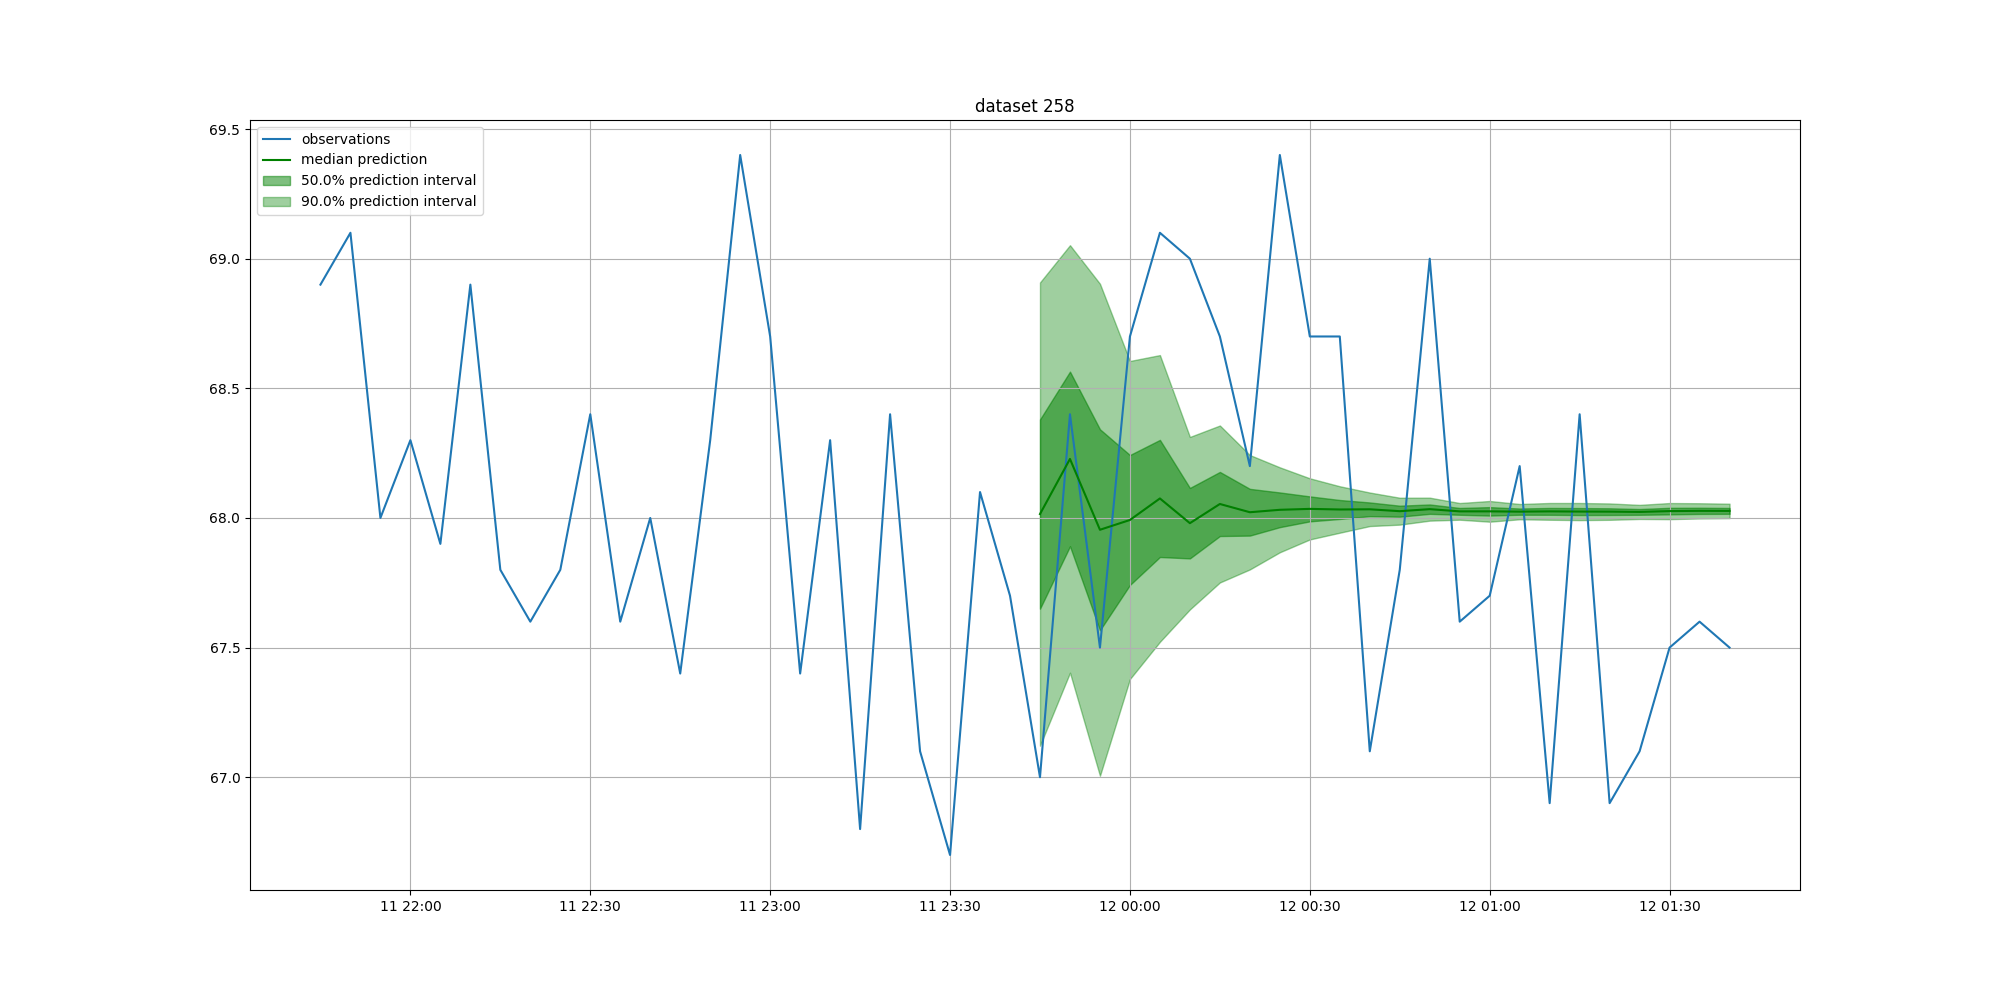 dataset 258
69.5
69.0
68.5
68.0
67.5
67.0
observations
median prediction
50.0% prediction interval
90.0% prediction interval
11 22:00
11 22:30
11 23:00
11 23:30
12 00:00
12 00:30
12 01:00
12 01:30